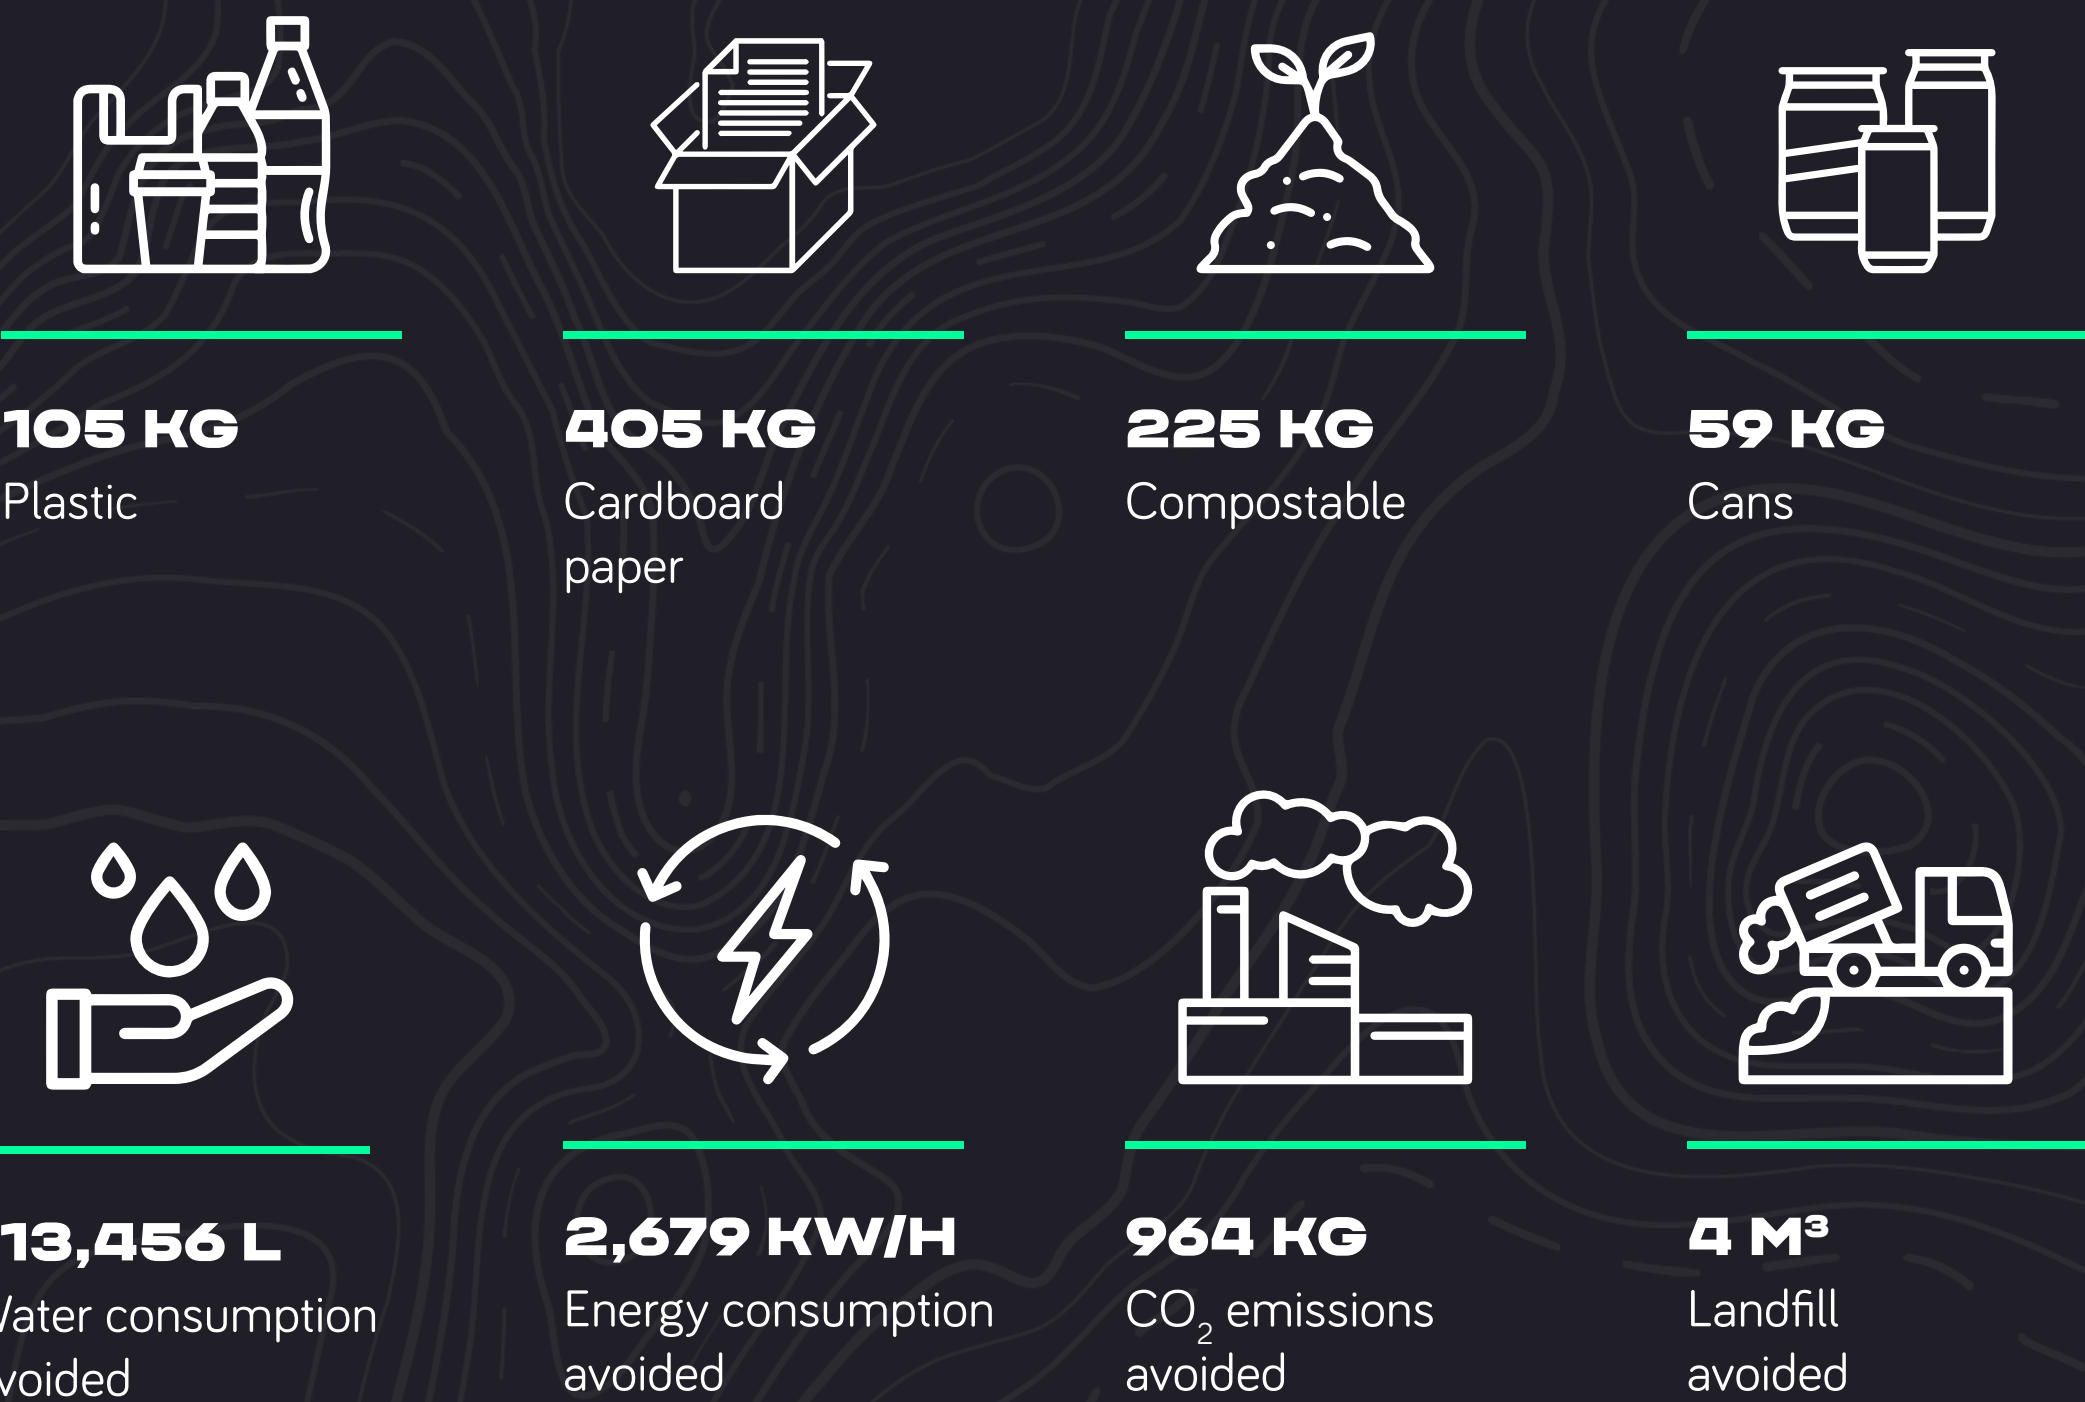 105 KG
Plastic
405 KG
Cardboard
paper
225 KG
Compostable
59 KG
Cans
13,456 L
ater consumption
voided
2,679 KW/H
Energy consumption
avoided
964 KG
CO₂ emissions
avoided
4 M³
Landfill
avoided